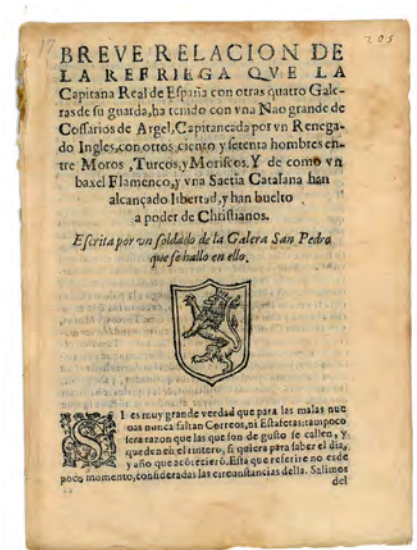 17
205
BREVE RELACION DE
LA REFRIEGA QVE LA
Capitana Real de España con otras quatro Gale-
ras de su guarda, ha tenido con vna Nao grande de
Cossarios de Argel, Capitaneada por vn Renega-
do Ingles, con otros ciento y setenta hombres en-
tre Moros, Turcos, y Moriscos. Y de como vn
baxel Flamenco, y vna Saetia Catalana han
alcançado libertad, y han buelto
a poder de Christianos.
Escrita por vn soldado de la Galera San Pedro
que se hallo en ello.
SI es muy grande verdad que para las malas nue
uas nunca faltan Correos, ni Estafetas: tampoco
sera razon que las que son de gusto se callen, y
queden en el tintero, si quiera para saber el dia,
y año que acôtecierô. Esta que referire no es de
poco momento, consideradas las circunstancias della. Salimos
del